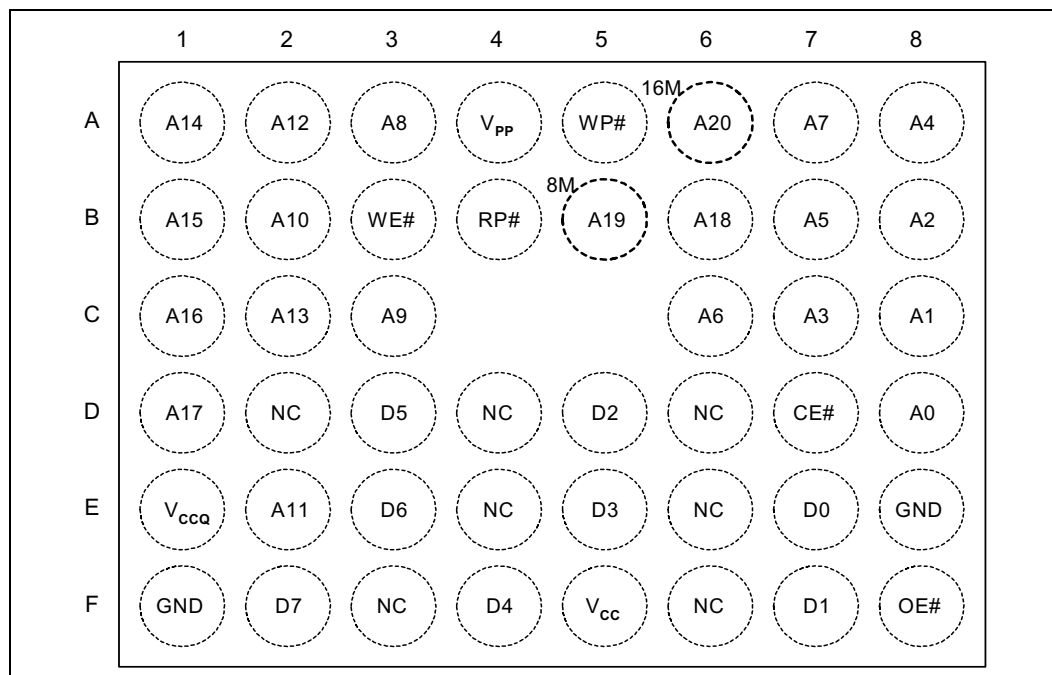 1 2 3 4 5 6 7 8
16M
A A14 A12 A8 VPP WP# A20 A7 A4
8M
B A15 A10 WE# RP# A19 A18 A5 A2
C A16 A13 A9 A6 A3 A1
D A17 NC D5 NC D2 NC CE# A0
E VCCQ A11 D6 NC D3 NC D0 GND
F GND D7 NC D4 VCC NC D1 OE#